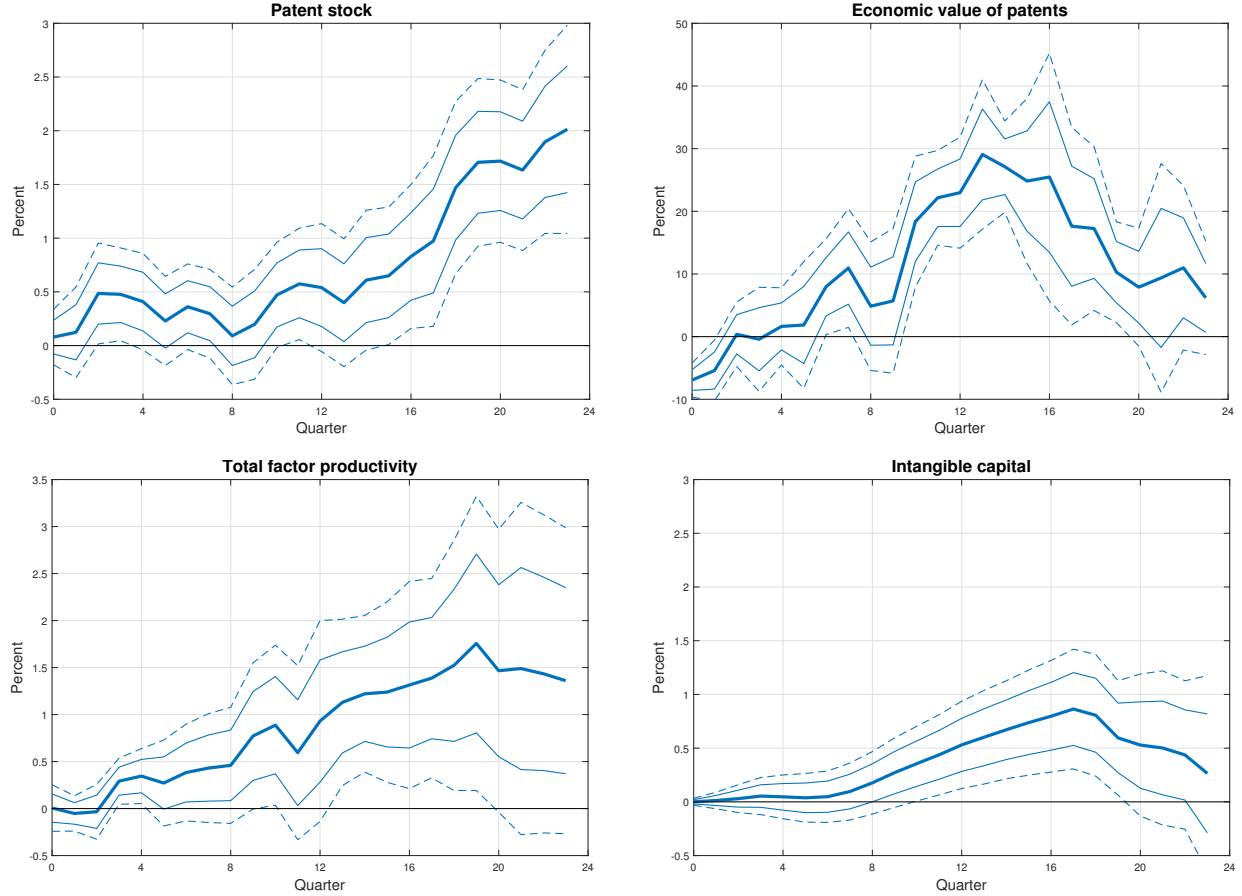 Patent stock
3
2.5
2
1.5
1
0.5
0
-0.5
Percent
0 4 8 12 16 20 24
Quarter
Economic value of patents
50
40
30
20
10
0
-10
Percent
0 4 8 12 16 20 24
Quarter
Total factor productivity
3.5
3
2.5
2
1.5
1
0.5
0
-0.5
Percent
0 4 8 12 16 20 24
Quarter
Intangible capital
3
2.5
2
1.5
1
0.5
0
-0.5
Percent
0 4 8 12 16 20 24
Quarter